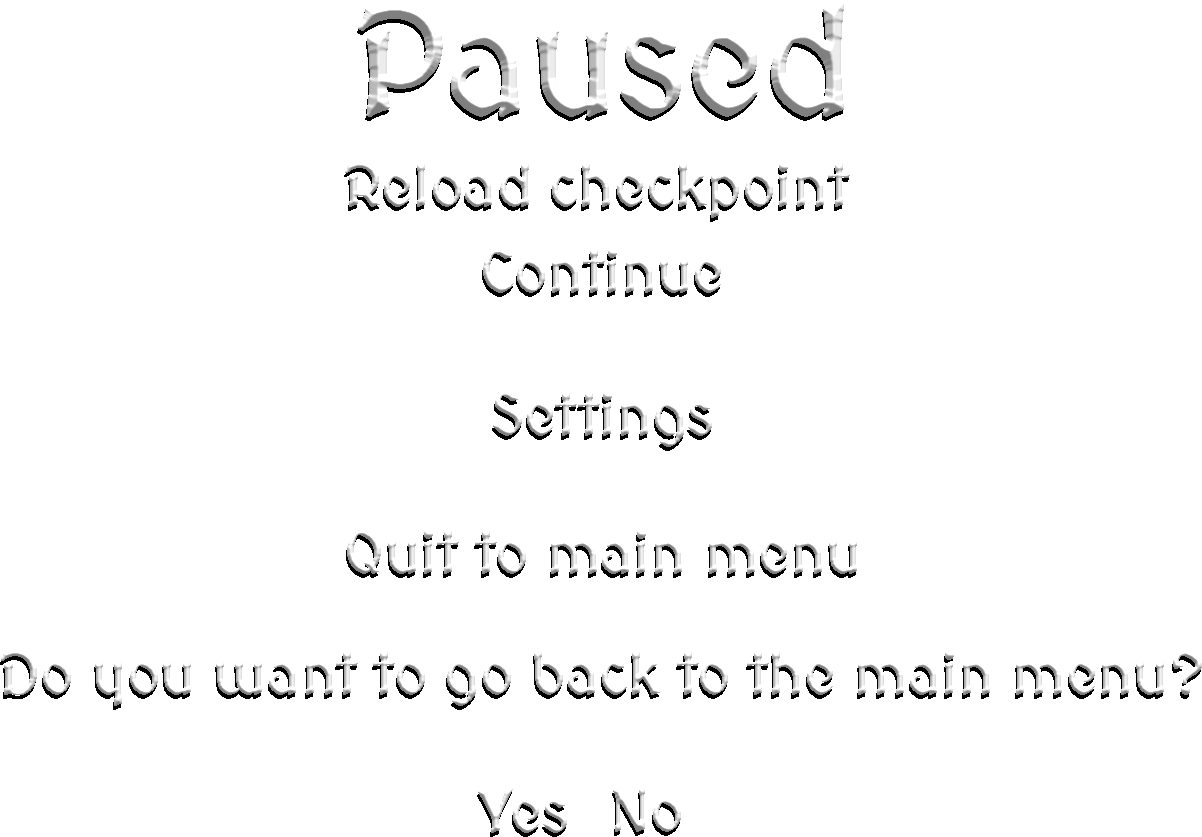 Paused
Reload checkpoint
Continue
Settings
Quit to main menu
Do you want to go back to the main menu?
Yes No